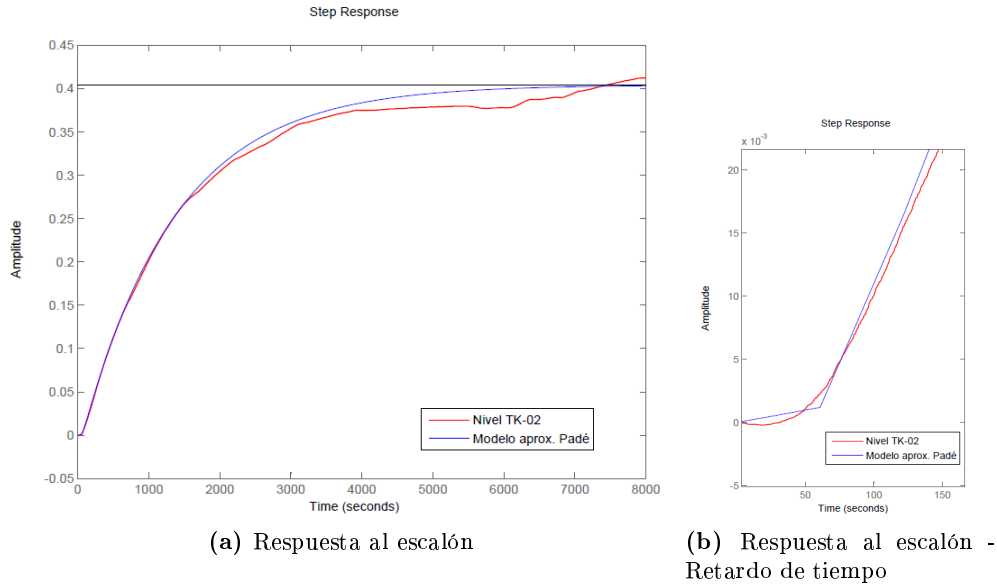 Step Response
0.45
0.4
0.35
0.3
0.25
0.2
0.15
0.1
0.05
0
-0.05
Amplitude
0
1000
2000
3000
4000
5000
6000
7000
8000
Time (seconds)
Nivel TK-02
Modelo aprox. Padé
(a) Respuesta al escalón
Step Response
x 10⁻³
20
15
10
5
0
-5
Amplitude
50
100
150
Time (seconds)
Nivel TK-02
Modelo aprox. Padé
(b) Respuesta al escalón -
Retardo de tiempo